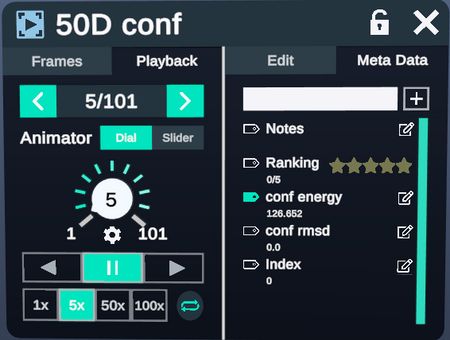 50D conf
Frames
Playback
5/101
Animator
Dial
Slider
5
1
101
1x
5x
50x
100x
Edit
Meta Data
Notes
Ranking
0/5
conf energy
126.652
conf rmsd
0.0
Index
0